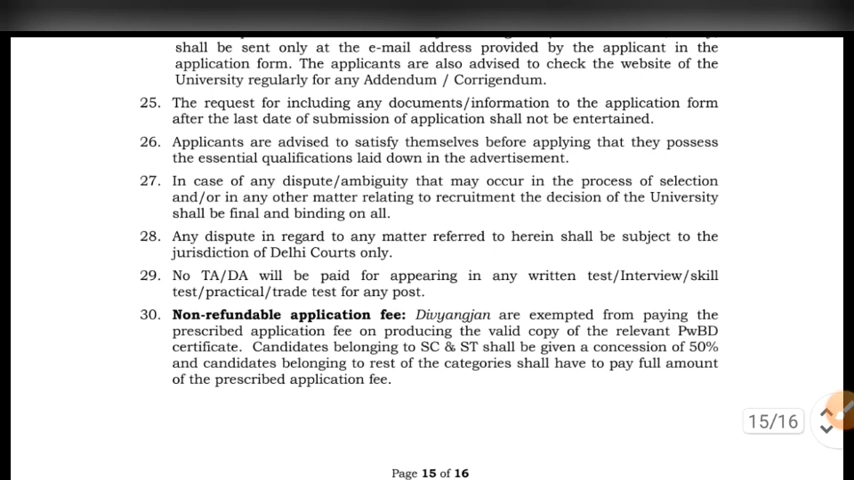 shall be sent only at the e-mail address provided by the applicant in the
application form. The applicants are also advised to check the website of the
University regularly for any Addendum / Corrigendum.
25. The request for including any documents/information to the application form
after the last date of submission of application shall not be entertained.
26. Applicants are advised to satisfy themselves before applying that they possess
the essential qualifications laid down in the advertisement.
27. In case of any dispute/ambiguity that may occur in the process of selection
and/or in any other matter relating to recruitment the decision of the University
shall be final and binding on all.
28. Any dispute in regard to any matter referred to herein shall be subject to the
jurisdiction of Delhi Courts only.
29. No TA/DA will be paid for appearing in any written test/Interview/skill
test/practical/trade test for any post.
30. Non-refundable application fee: Divyangjan are exempted from paying the
prescribed application fee on producing the valid copy of the relevant PwBD
certificate. Candidates belonging to SC & ST shall be given a concession of 50%
and candidates belonging to rest of the categories shall have to pay full amount
of the prescribed application fee.
15/16
Page 15 of 16